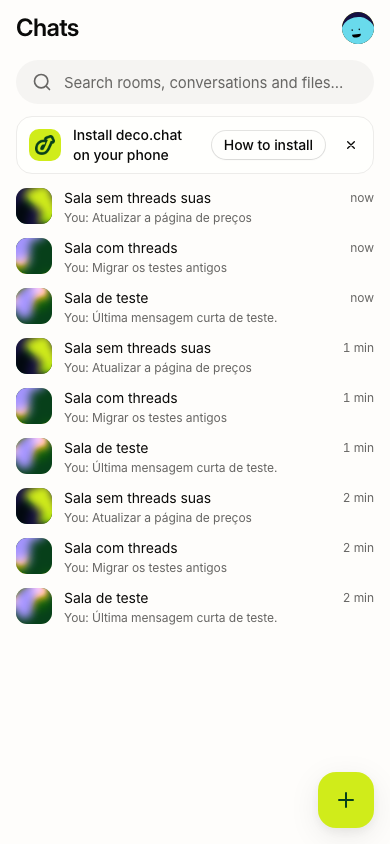 Chats
Search rooms, conversations and files...
Install deco.chat
on your phone
How to install
Sala sem threads suas
now
You: Atualizar a página de preços
Sala com threads
now
You: Migrar os testes antigos
Sala de teste
now
You: Última mensagem curta de teste.
Sala sem threads suas
1 min
You: Atualizar a página de preços
Sala com threads
1 min
You: Migrar os testes antigos
Sala de teste
1 min
You: Última mensagem curta de teste.
Sala sem threads suas
2 min
You: Atualizar a página de preços
Sala com threads
2 min
You: Migrar os testes antigos
Sala de teste
2 min
You: Última mensagem curta de teste.